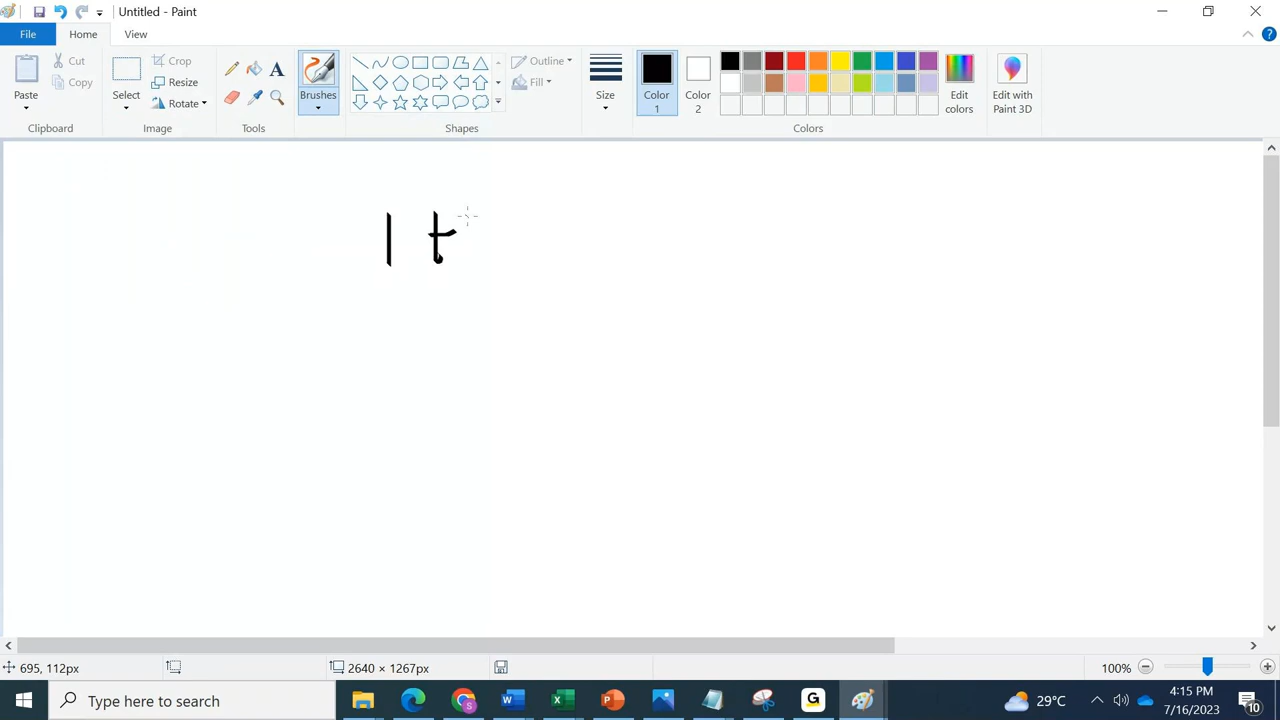 Untitled - Paint
File Home View
Cut
Crop
Outline
Paste Copy Select Resize Brushes Fill Size Color 1 Color 2 Edit colors Edit with Paint 3D
Rotate
Clipboard Image Tools Shapes Colors
I t
695, 112px 2640 × 1267px 100%
Type here to search 29°C 4:15 PM
7/16/2023 10